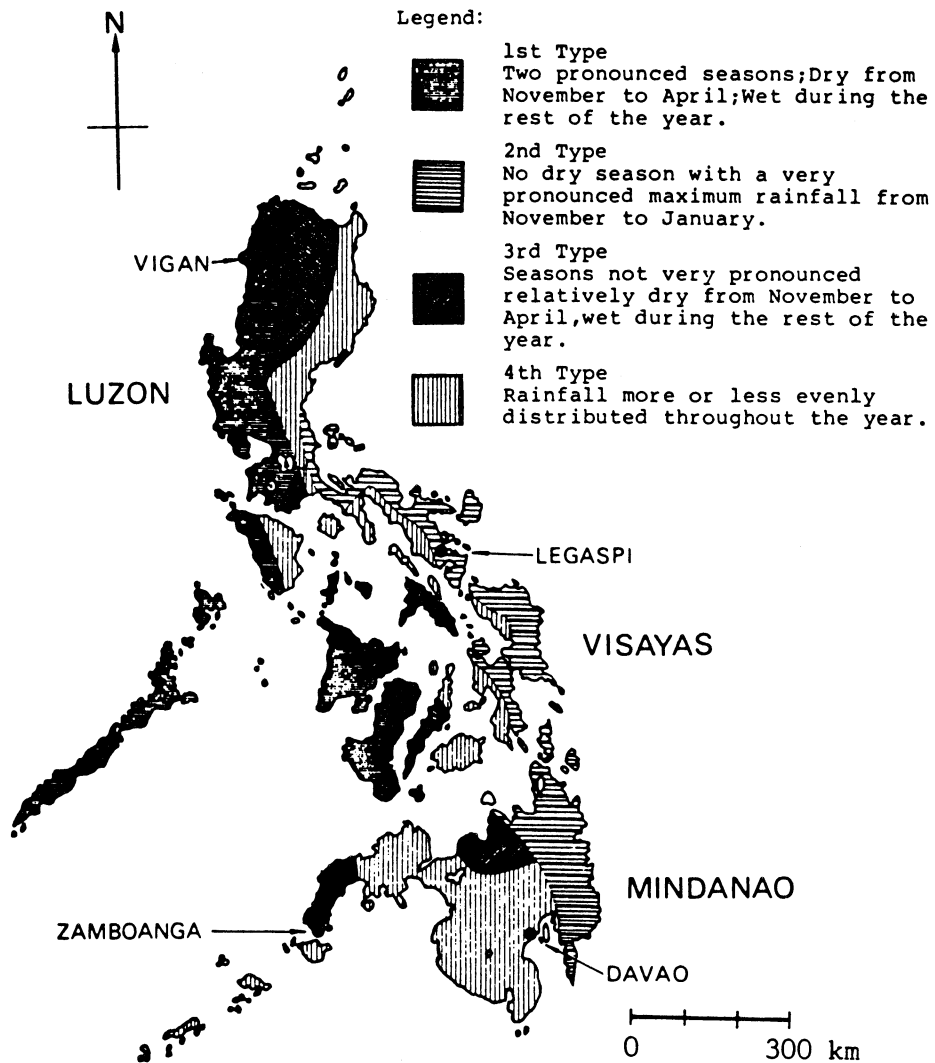 N
Legend:
1st Type
Two pronounced seasons;Dry from
November to April;Wet during the
rest of the year.
2nd Type
No dry season with a very
pronounced maximum rainfall from
November to January.
3rd Type
Seasons not very pronounced
relatively dry from November to
April,wet during the rest of the
year.
4th Type
Rainfall more or less evenly
distributed throughout the year.
VIGAN
LUZON
LEGASPI
VISAYAS
MINDANAO
ZAMBOANGA
DAVAO
0 300 km